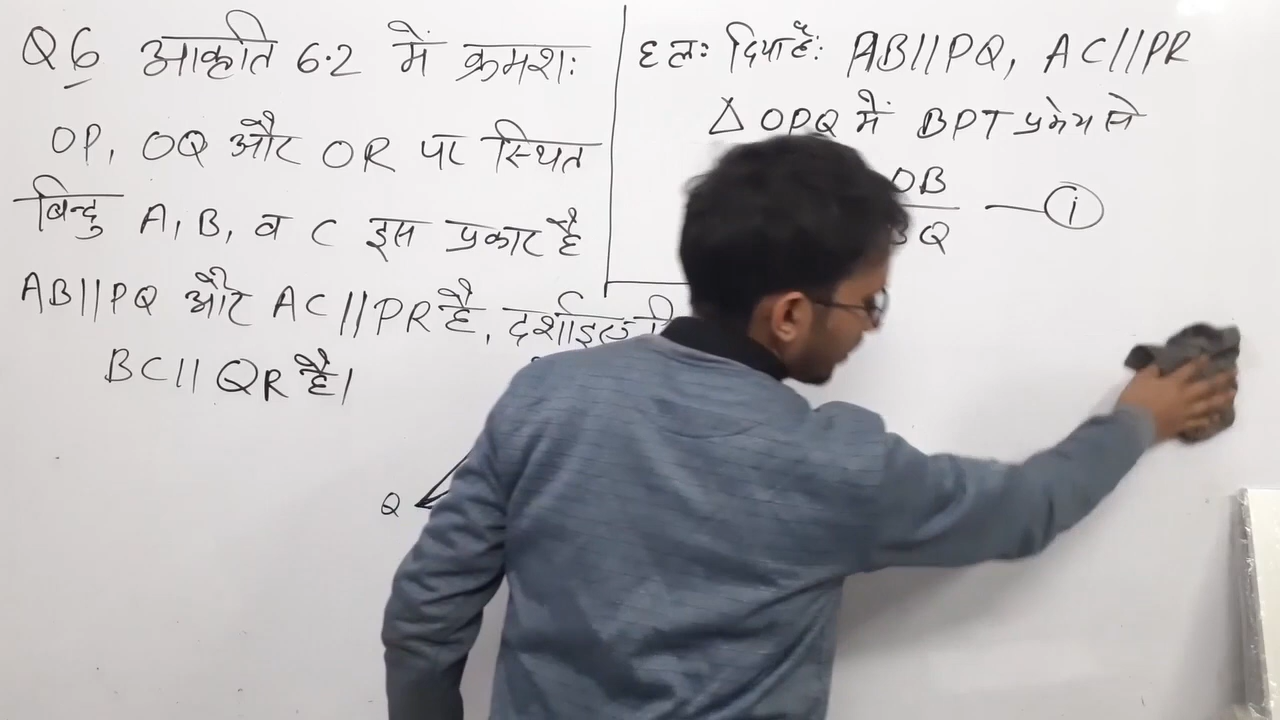 Q6 आकृति 6.2 में क्रमशः
OP, OQ और OR पर स्थित
बिन्दु A, B, व C इस प्रकार है
AB||PQ और AC||PR है, दर्शाइए
BC|| QR है।
Q
हलः दिया हैः AB||PQ, AC||PR
△ OPQ में BPT प्रमेय से
OB
BQ — i